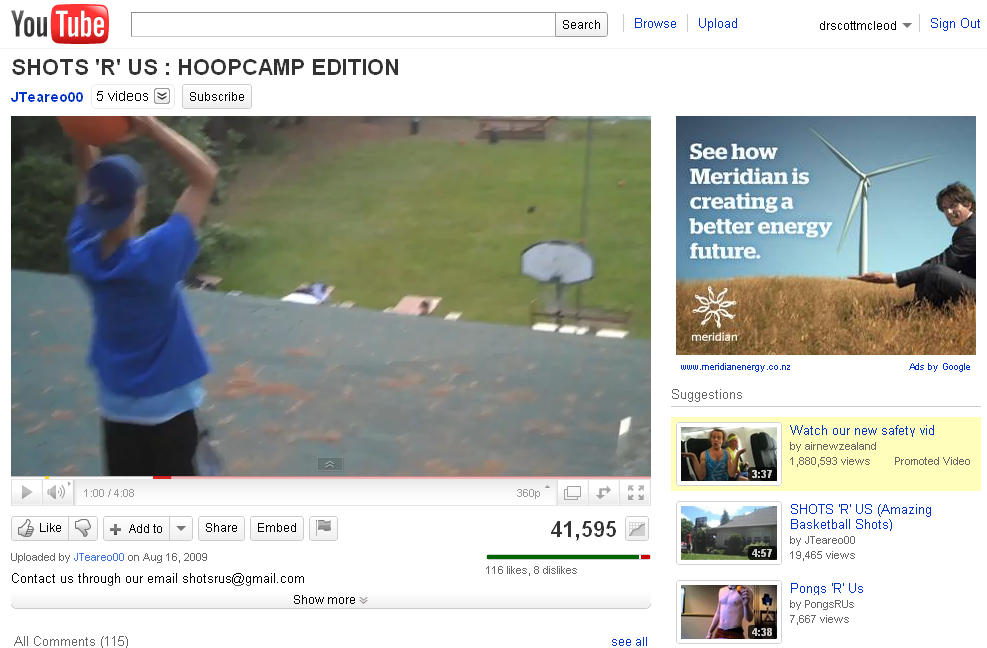 YouTube
Search
Browse
Upload
drscottmcleod
Sign Out
SHOTS 'R' US : HOOPCAMP EDITION
JTeareo00
5 videos
Subscribe
See how
Meridian is
creating a
better energy
future.
meridian
www.meridianenergy.co.nz
Ads by Google
Suggestions
Watch our new safety vid
by airnewzealand
1,880,593 views
Promoted Video
3:37
SHOTS 'R' US (Amazing
Basketball Shots)
by JTeareo00
19,465 views
4:57
Pongs 'R' Us
by PongsRUs
7,667 views
4:38
1:00 / 4:08
360p
Like
Add to
Share
Embed
41,595
Uploaded by JTeareo00 on Aug 16, 2009
116 likes, 8 dislikes
Contact us through our email shotsrus@gmail.com
Show more
All Comments (115)
see all